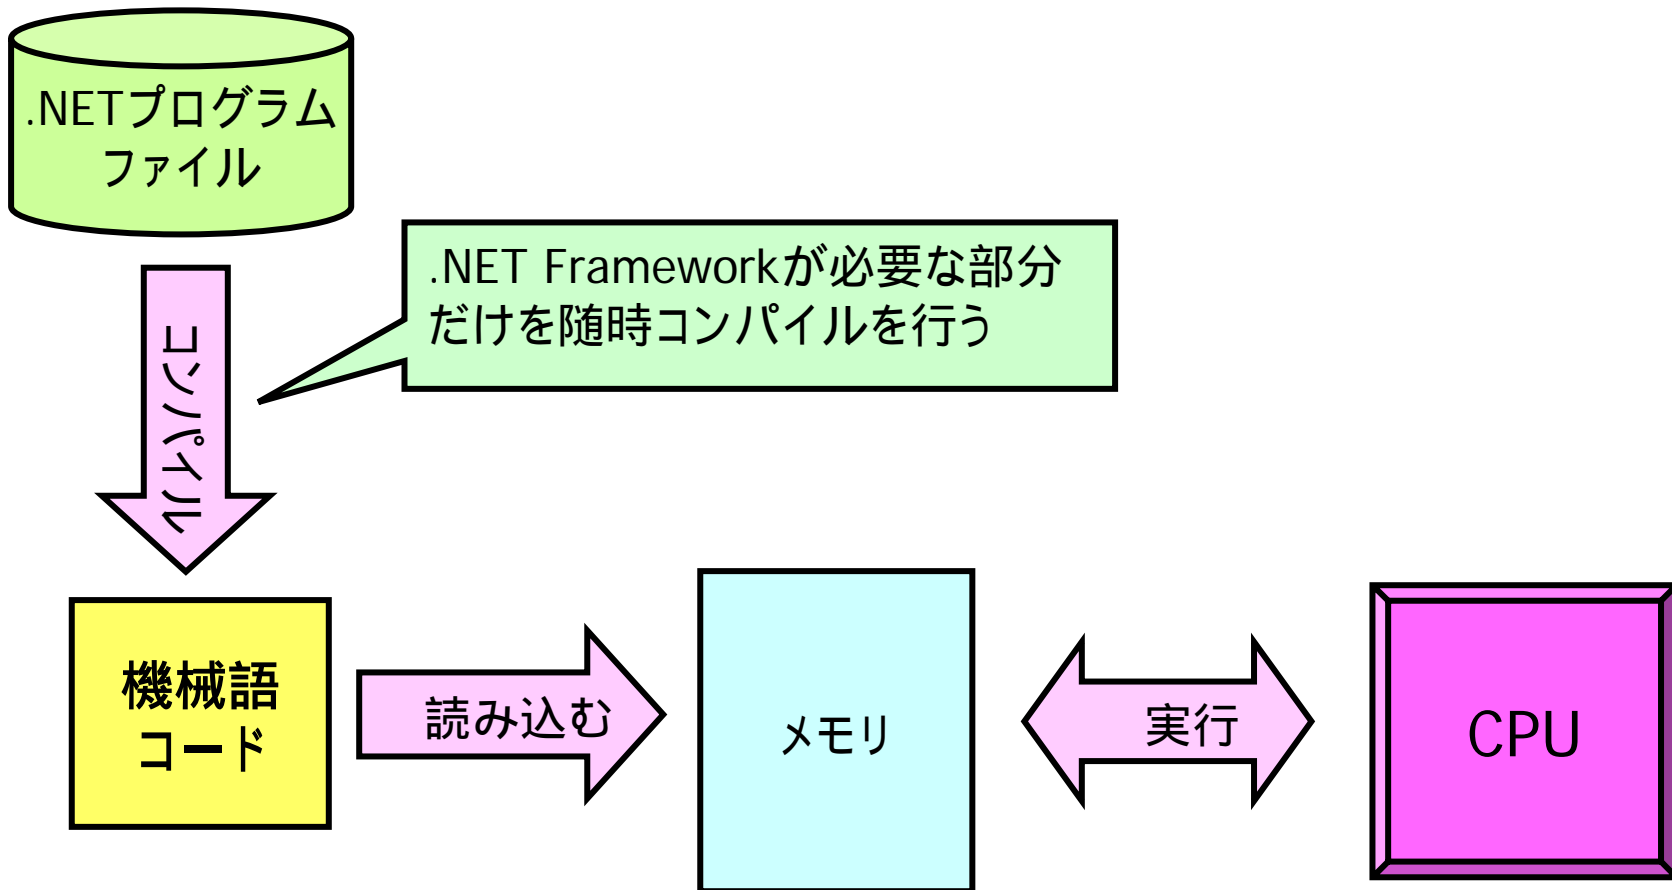 .NETプログラム
ファイル
.NET Frameworkが必要な部分
だけを随時コンパイルを行う
コンパイル
機械語
コード
読み込む
メモリ
実行
CPU